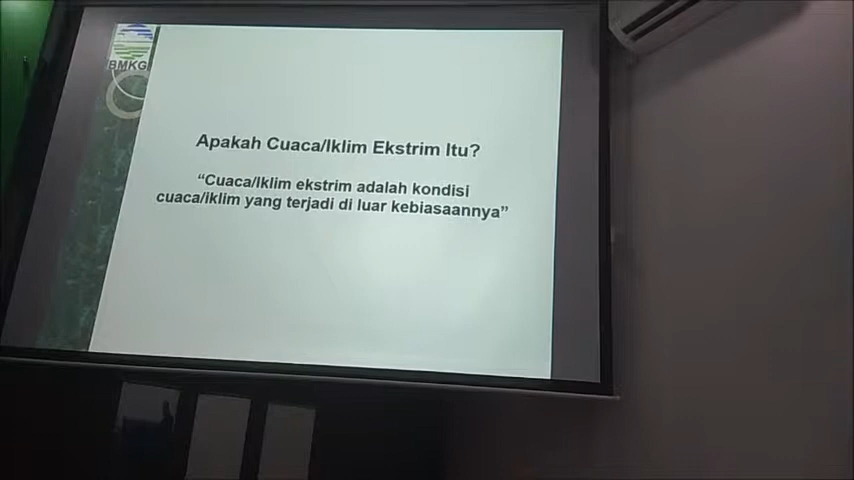 BMKG
Apakah Cuaca/Iklim Ekstrim Itu?
“Cuaca/Iklim ekstrim adalah kondisi
cuaca/iklim yang terjadi di luar kebiasaannya”